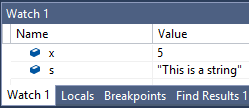 Watch 1
Name Value
x 5
s "This is a string"
Watch 1 Locals Breakpoints Find Results 1